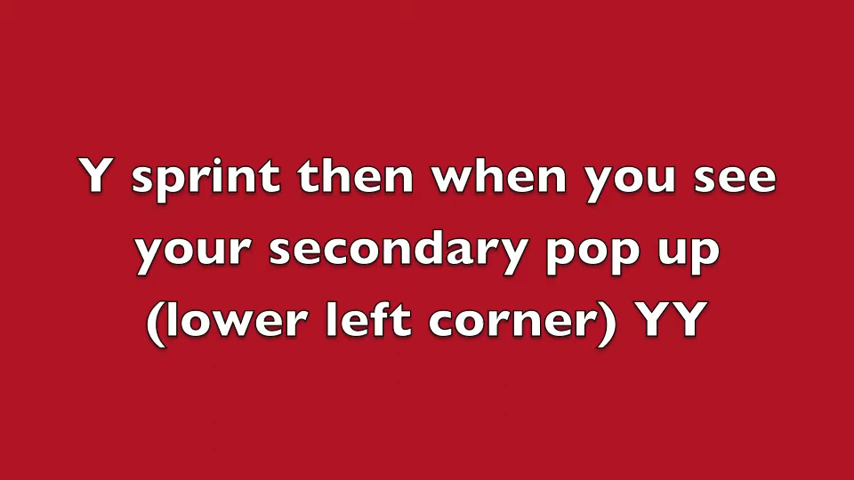 Y sprint then when you see
your secondary pop up
(lower left corner) YY